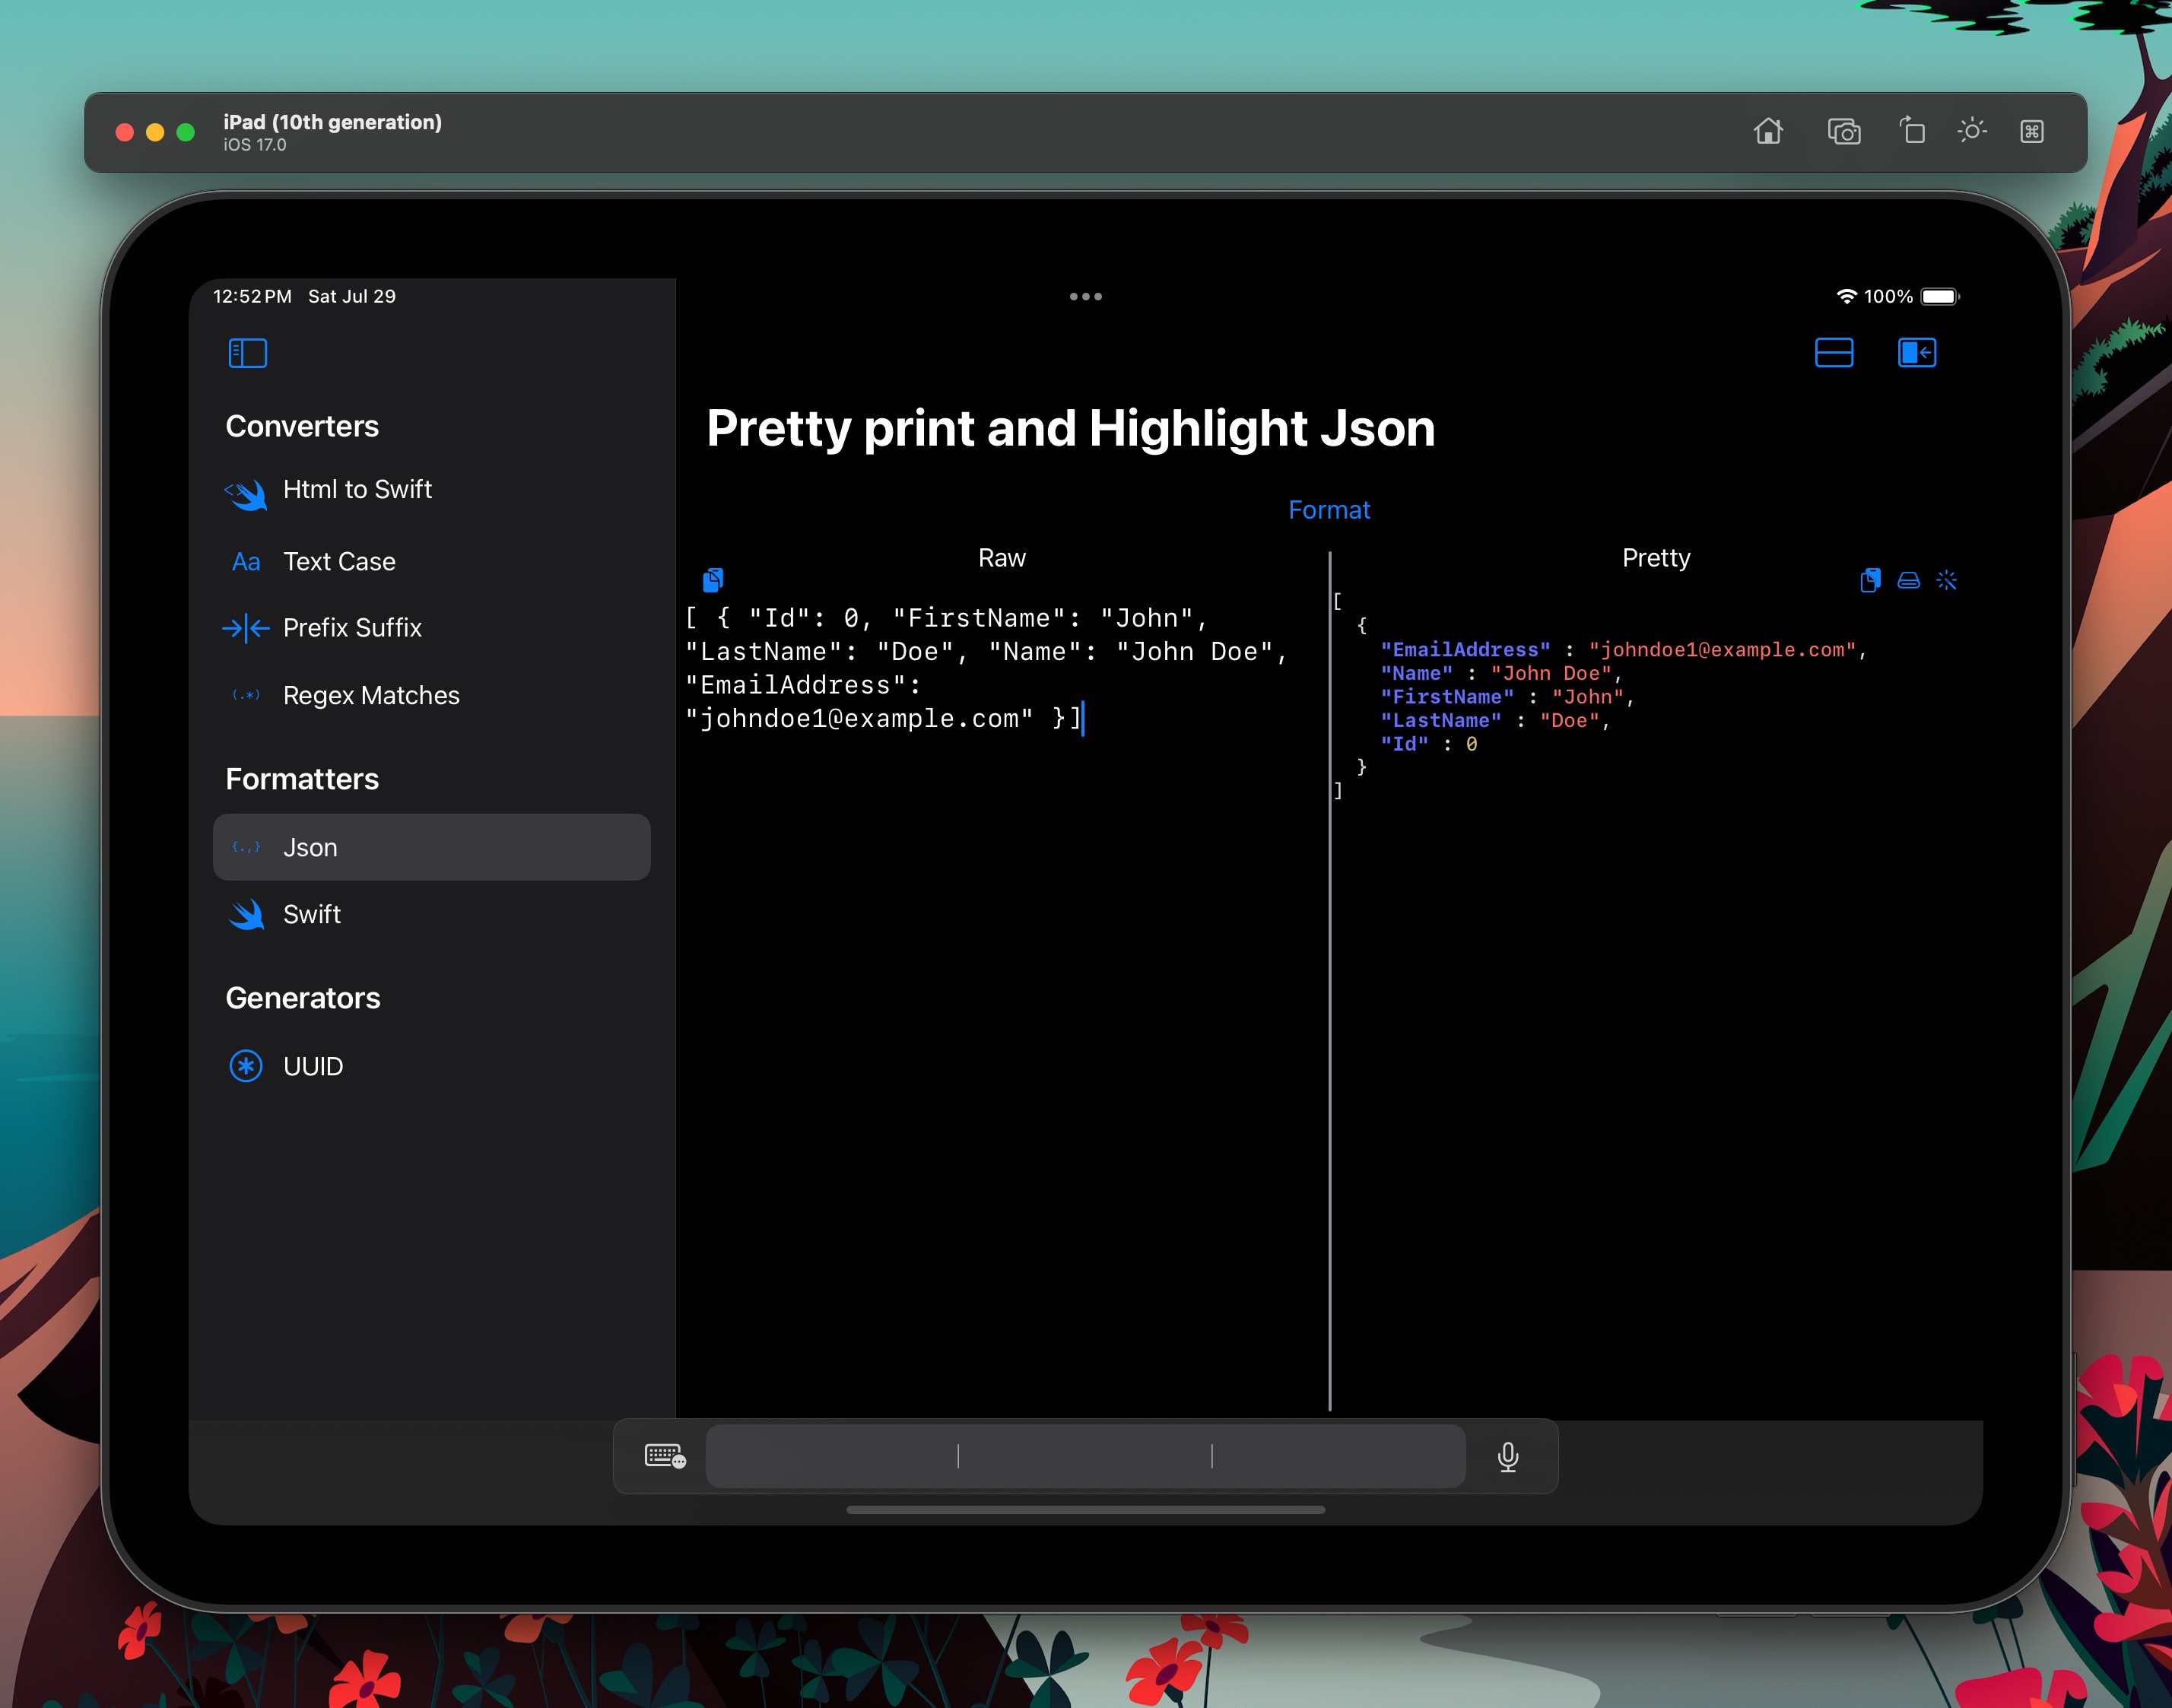 iPad (10th generation)
iOS 17.0
12:52 PM Sat Jul 29
100%
Converters
Html to Swift
Aa Text Case
Prefix Suffix
(.*) Regex Matches
Formatters
{.,} Json
Swift
Generators
UUID
Pretty print and Highlight Json
Format
Raw
[ { "Id": 0, "FirstName": "John",
"LastName": "Doe", "Name": "John Doe",
"EmailAddress":
"johndoe1@example.com" }]
Pretty
[
{
"EmailAddress" : "johndoe1@example.com",
"Name" : "John Doe",
"FirstName" : "John",
"LastName" : "Doe",
"Id" : 0
}
]